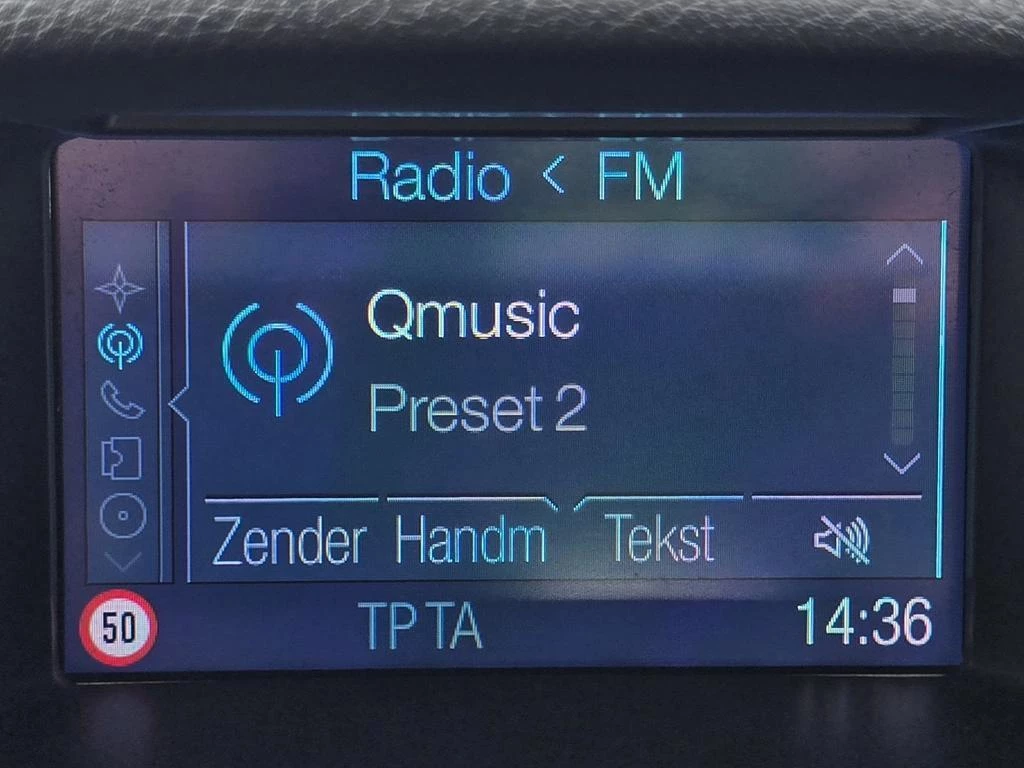 Radio < FM
Qmusic
Preset 2
Zender Handm Tekst
50 TP TA 14:36